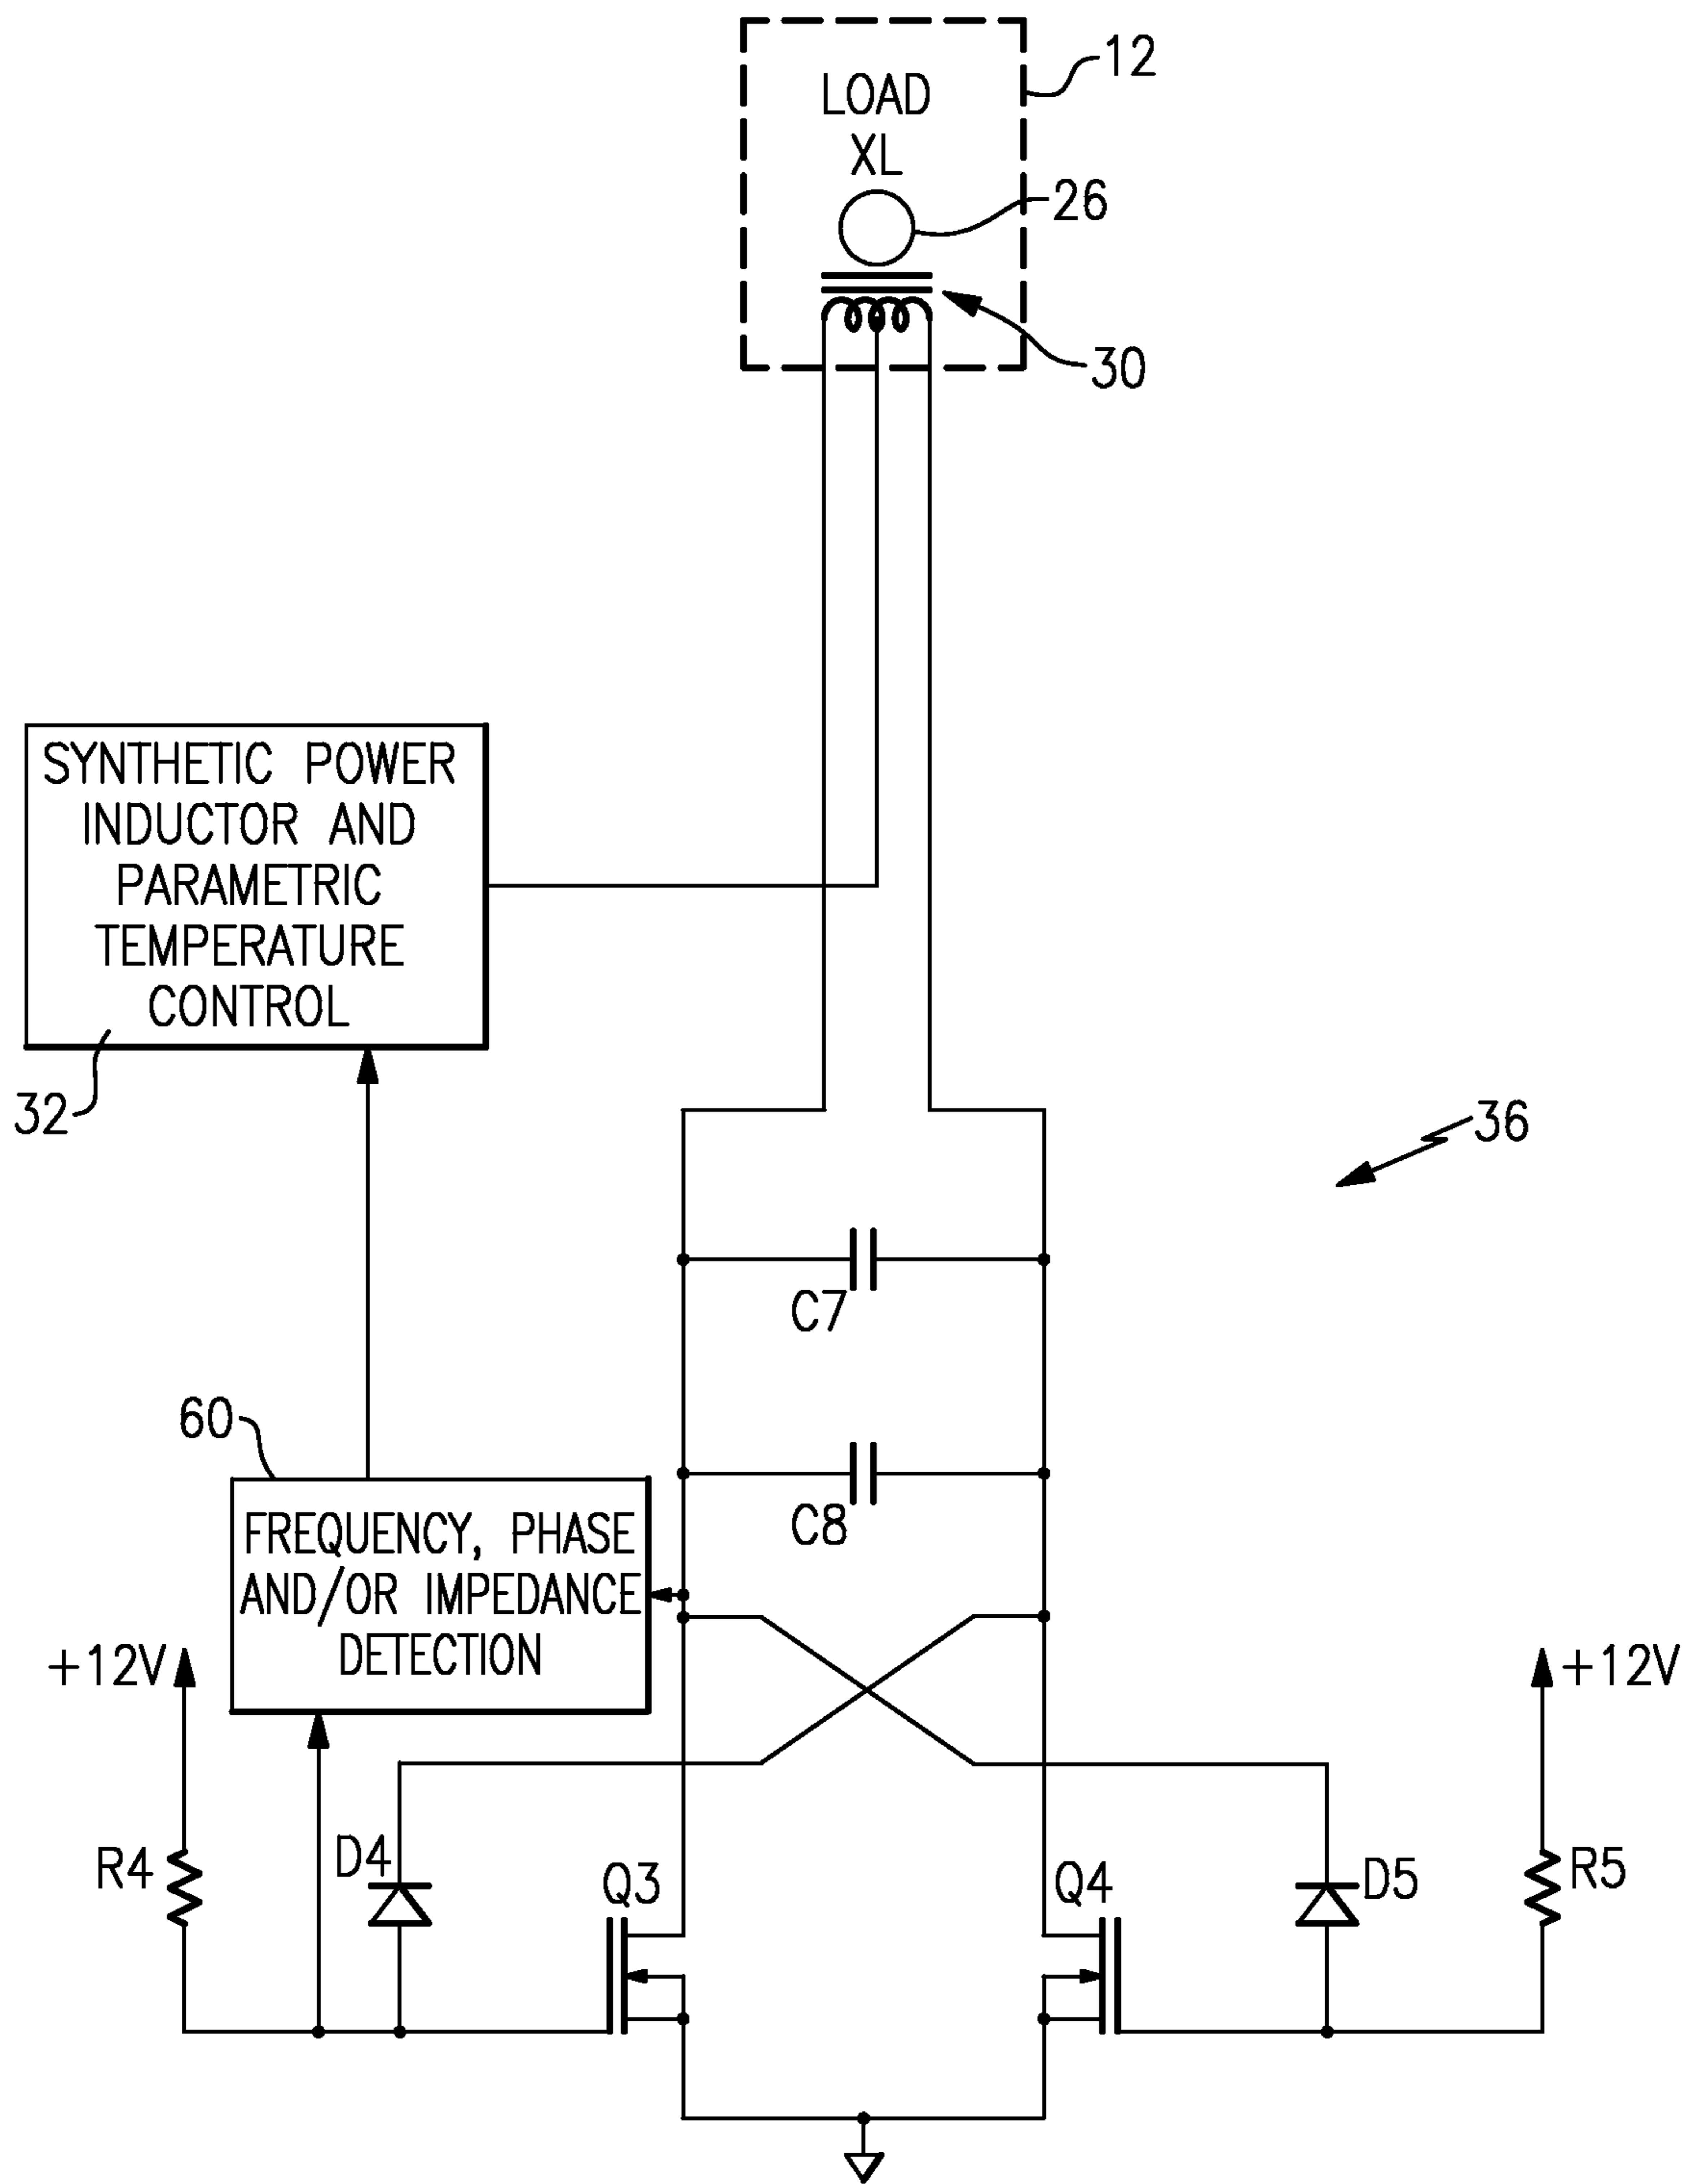 12
LOAD
XL
26
30
SYNTHETIC POWER
INDUCTOR AND
PARAMETRIC
TEMPERATURE
CONTROL
32
36
C7
60
C8
FREQUENCY, PHASE
AND/OR IMPEDANCE
DETECTION
+12V
+12V
R4
D4
Q3
Q4
D5
R5